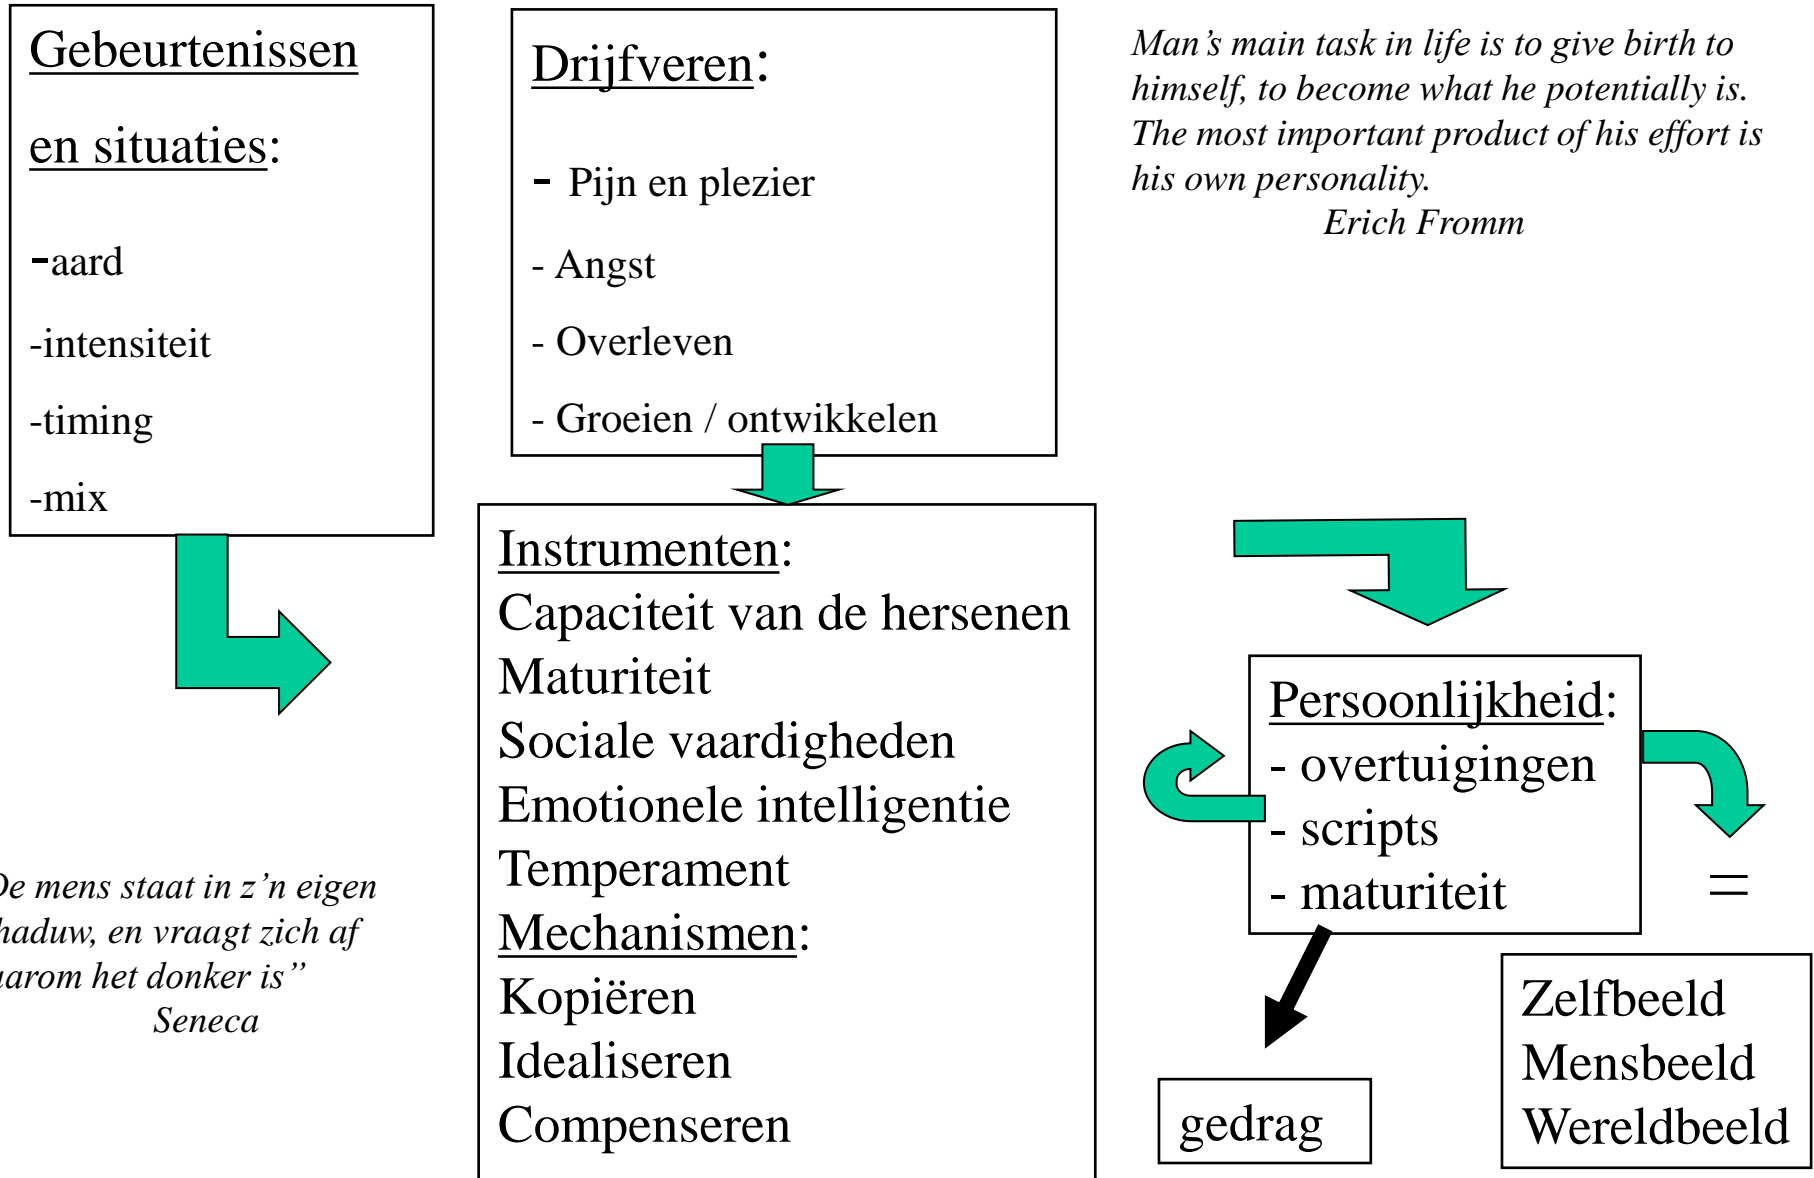 Gebeurtenissen
en situaties:
-aard
-intensiteit
-timing
-mix
Drijfveren:
- Pijn en plezier
- Angst
- Overleven
- Groeien / ontwikkelen
Man’s main task in life is to give birth to
himself, to become what he potentially is.
The most important product of his effort is
his own personality.
Erich Fromm
Instrumenten:
Capaciteit van de hersenen
Maturiteit
Sociale vaardigheden
Emotionele intelligentie
Temperament
Mechanismen:
Kopiëren
Idealiseren
Compenseren
Persoonlijkheid:
- overtuigingen
- scripts
- maturiteit
=
De mens staat in z’n eigen
haduw, en vraagt zich af
arom het donker is”
Seneca
gedrag
Zelfbeeld
Mensbeeld
Wereldbeeld